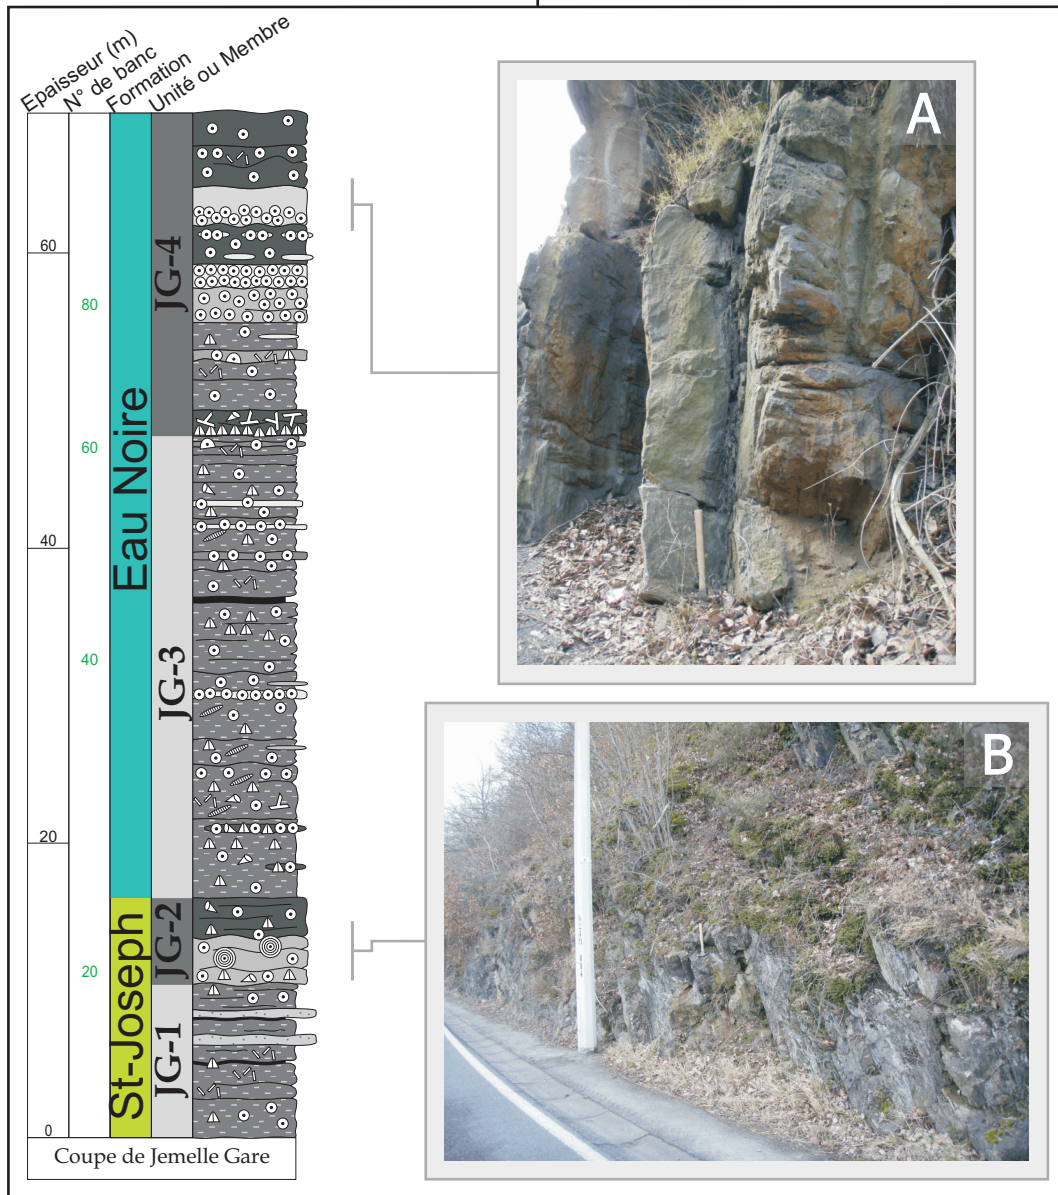 Epaisseur (m)
N° de banc
Formation
Unité ou Membre
A
60
JG-4
80
Eau Noire
60
40
JG-3
40
B
20
St-Joseph
JG-2
20
JG-1
0
Coupe de Jemelle Gare